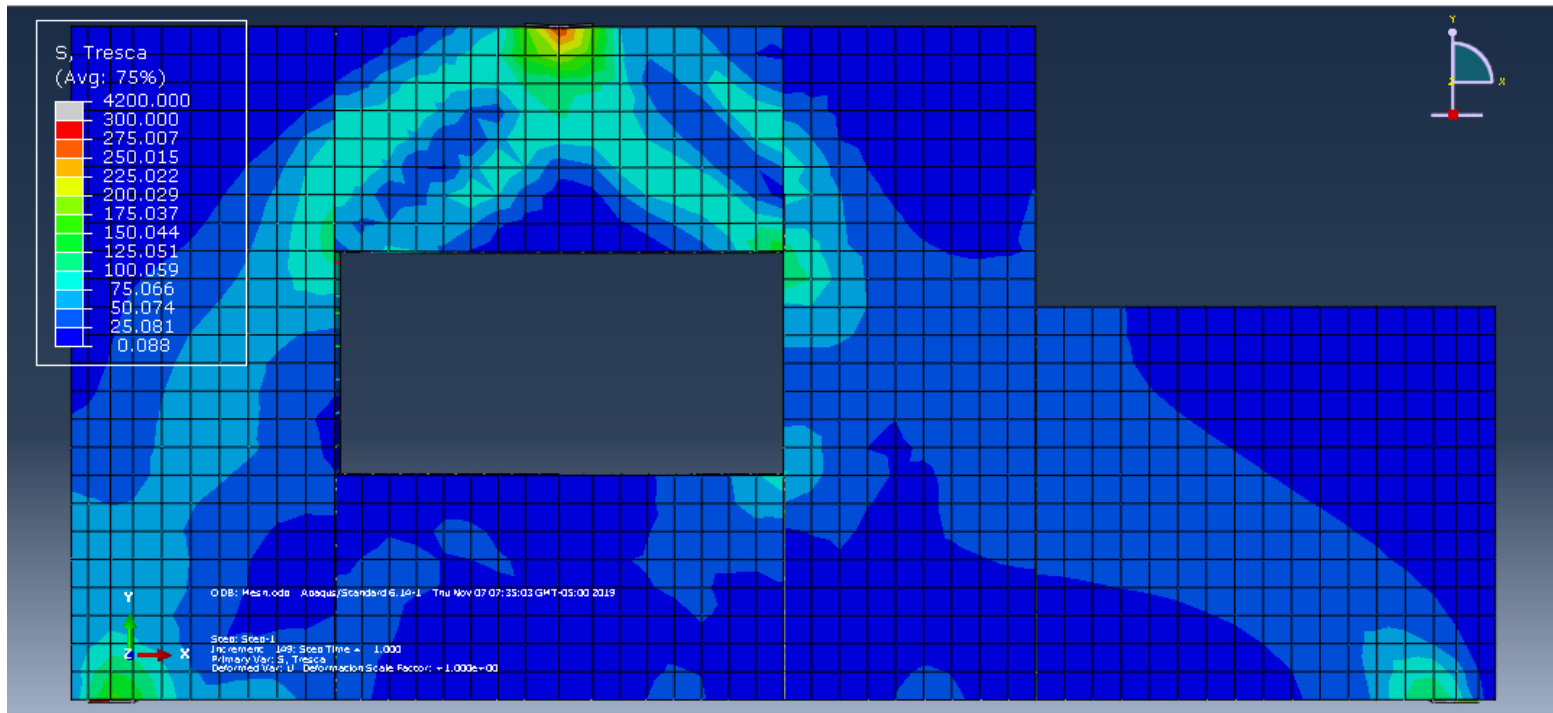 S, Tresca
(Avg: 75%)
4200.000
300.000
275.007
250.015
225.022
200.029
175.037
150.044
125.051
100.059
75.066
50.074
25.081
0.088
Y
Z
X
Y
Z
X
ODB: Mesh.odb Abaqus/Standard 6.14-1 Thu Nov 07 07:35:03 GMT-05:00 2019
Step: Step-1
Increment 149: Step Time = 1.000
Primary Var: S, Tresca
Deformed Var: U Deformation Scale Factor: +1.000e+00